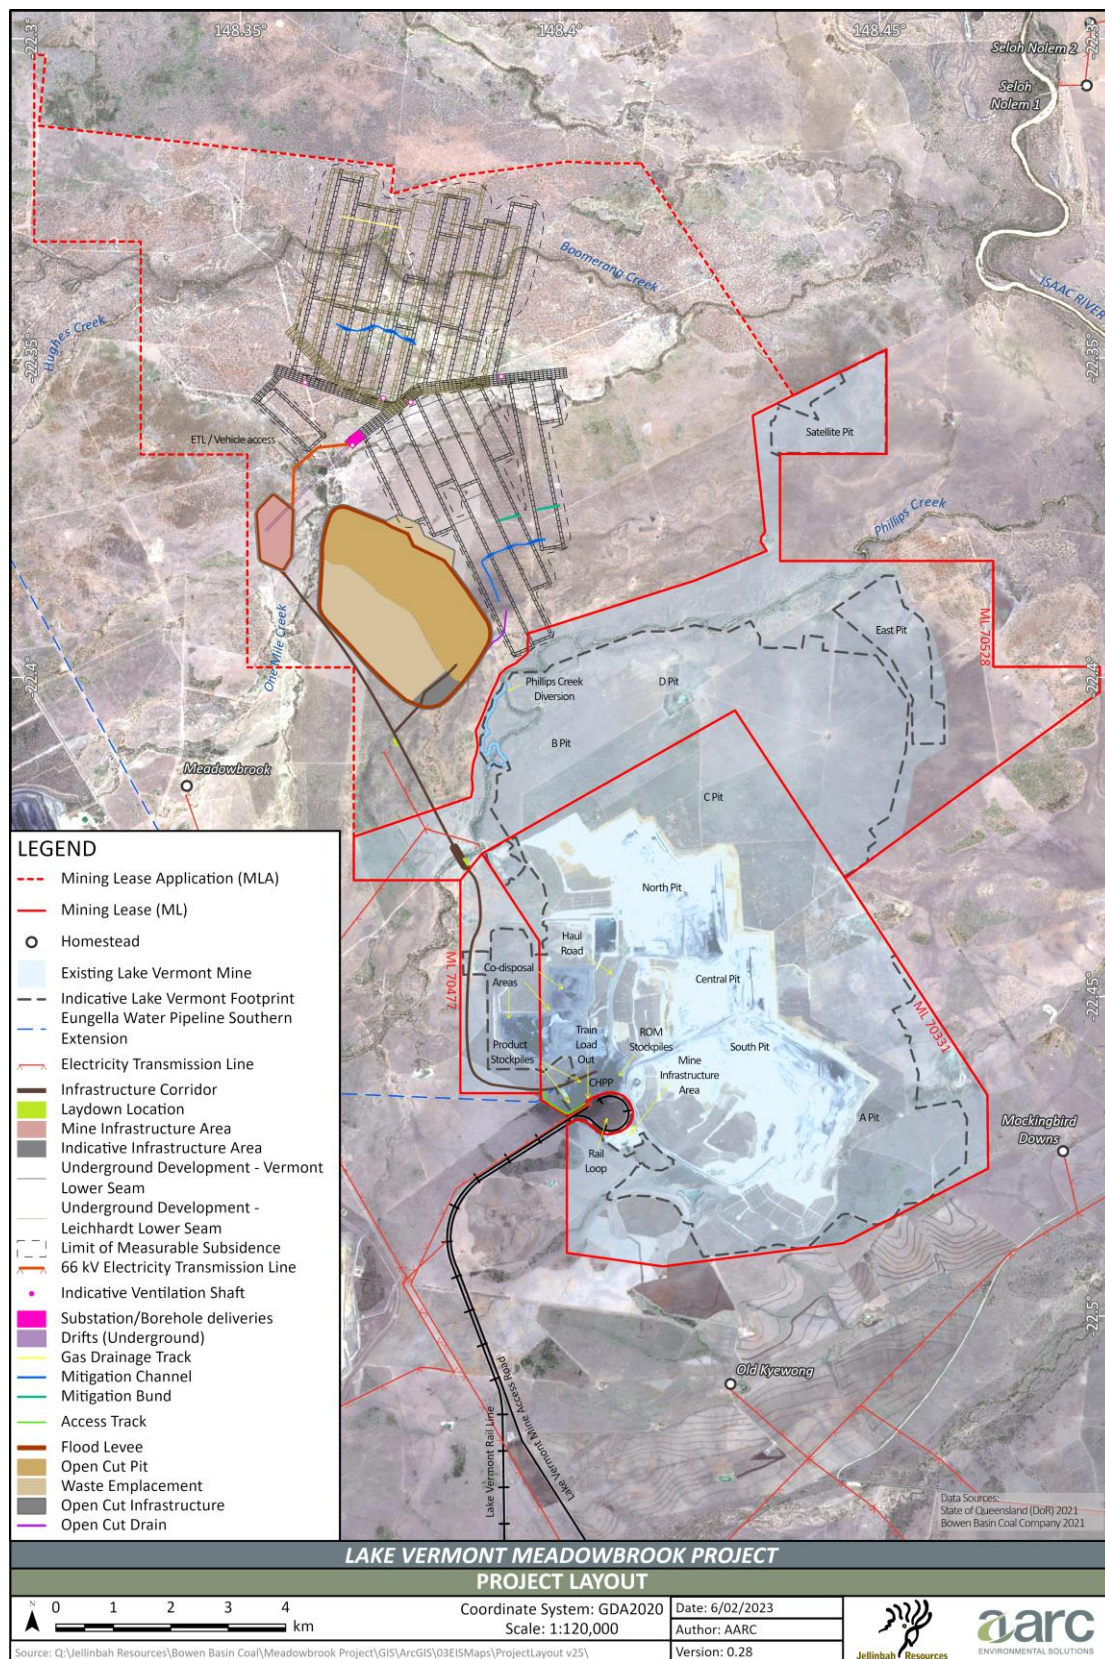 148.35°
148.4°
148.45°
-22.3°
-22.3°
Seloh Nolem 2
Seloh
Nolem 1
Boomerang Creek
ISAAC RIVER
Hughes Creek
-22.35°
-22.35°
ETL / Vehicle access
Satellite Pit
Phillips Creek
One Mile Creek
East Pit
ML 70528
-22.4°
-22.4°
Phillips Creek
Diversion
D Pit
B Pit
Meadowbrook
C Pit
North Pit
Haul
Road
ML 70477
Co-disposal
Areas
Central Pit
-22.45°
ML 70331
Product
Stockpiles
Train
Load
Out
ROM
Stockpiles
South Pit
Mine
Infrastructure
Area
CHPP
A Pit
Rail
Loop
Mockingbird
Downs
-22.5°
Old Kyewong
Lake Vermont Rail Line
Lake Vermont Mine Access Road
LEGEND
Mining Lease Application (MLA)
Mining Lease (ML)
Homestead
Existing Lake Vermont Mine
Indicative Lake Vermont Footprint
Eungella Water Pipeline Southern
Extension
Electricity Transmission Line
Infrastructure Corridor
Laydown Location
Mine Infrastructure Area
Indicative Infrastructure Area
Underground Development - Vermont
Lower Seam
Underground Development -
Leichhardt Lower Seam
Limit of Measurable Subsidence
66 kV Electricity Transmission Line
Indicative Ventilation Shaft
Substation/Borehole deliveries
Drifts (Underground)
Gas Drainage Track
Mitigation Channel
Mitigation Bund
Access Track
Flood Levee
Open Cut Pit
Waste Emplacement
Open Cut Infrastructure
Open Cut Drain
Data Sources:
State of Queensland (DoR) 2021
Bowen Basin Coal Company 2021
LAKE VERMONT MEADOWBROOK PROJECT
PROJECT LAYOUT
N
0 1 2 3 4
km
Coordinate System: GDA2020
Scale: 1:120,000
Date: 6/02/2023
Author: AARC
Version: 0.28
Source: Q:\Jellinbah Resources\Bowen Basin Coal\Meadowbrook Project\GIS\ArcGIS\03EISMaps\ProjectLayout v25\
Jellinbah Resources
aarc
ENVIRONMENTAL SOLUTIONS